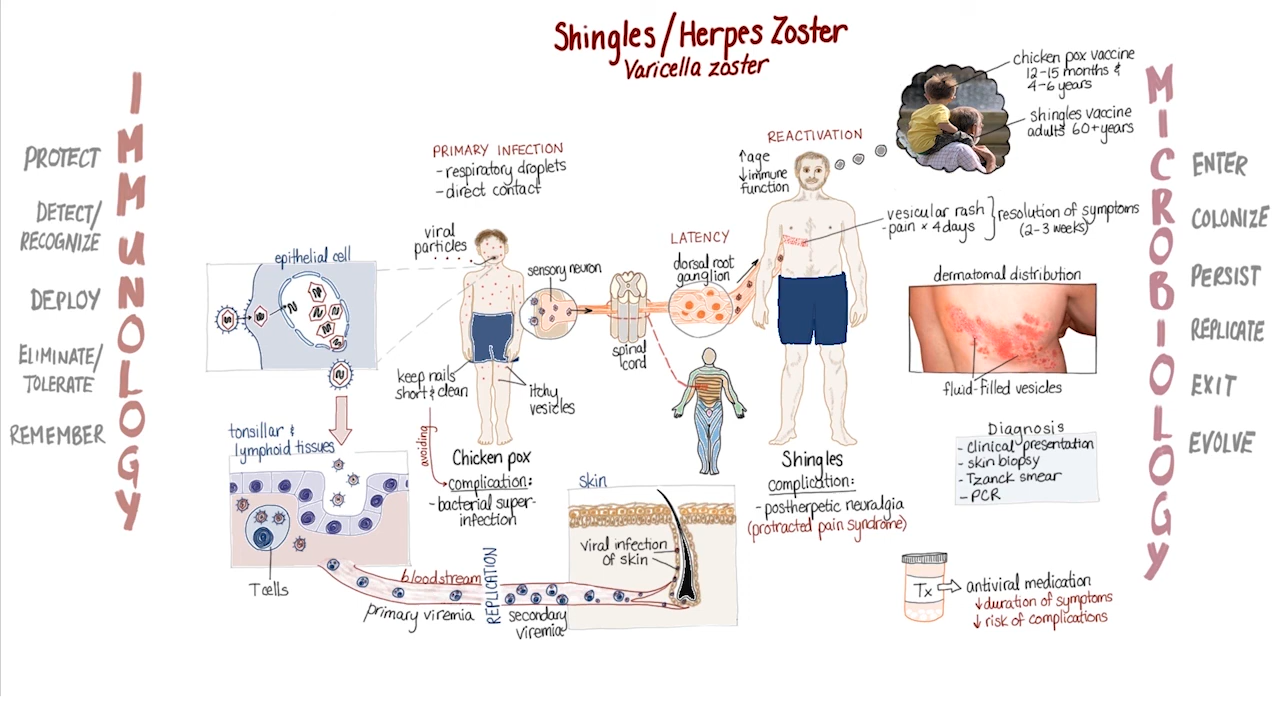 Shingles/Herpes Zoster
Varicella zoster
IMMUNOLOGY
PROTECT
DETECT/
RECOGNIZE
DEPLOY
ELIMINATE/
TOLERATE
REMEMBER
PRIMARY INFECTION
- respiratory droplets
- direct contact
viral
particles
epithelial cell
keep nails
short & clean
itchy
vesicles
avoiding
Chicken pox
complication:
- bacterial super-
infection
tonsillar &
lymphoid tissues
T cells
bloodstream
primary viremia
REPLICATION
secondary
viremia
skin
viral infection
of skin
sensory neuron
spinal
cord
LATENCY
dorsal root
ganglion
REACTIVATION
↑age
↓immune
function
Shingles
complication:
- postherpetic neuralgia
(protracted pain syndrome)
chicken pox vaccine
12-15 months &
4-6 years
shingles vaccine
adults 60+years
vesicular rash
- pain x 4days
resolution of symptoms
(2-3 weeks)
dermatomal distribution
fluid-filled vesicles
Diagnosis
- Clinical presentation
- skin biopsy
- Tzanck smear
- PCR
Tx
antiviral medication
↓duration of symptoms
↓ risk of complications
MICROBIOLOGY
ENTER
COLONIZE
PERSIST
REPLICATE
EXIT
EVOLVE